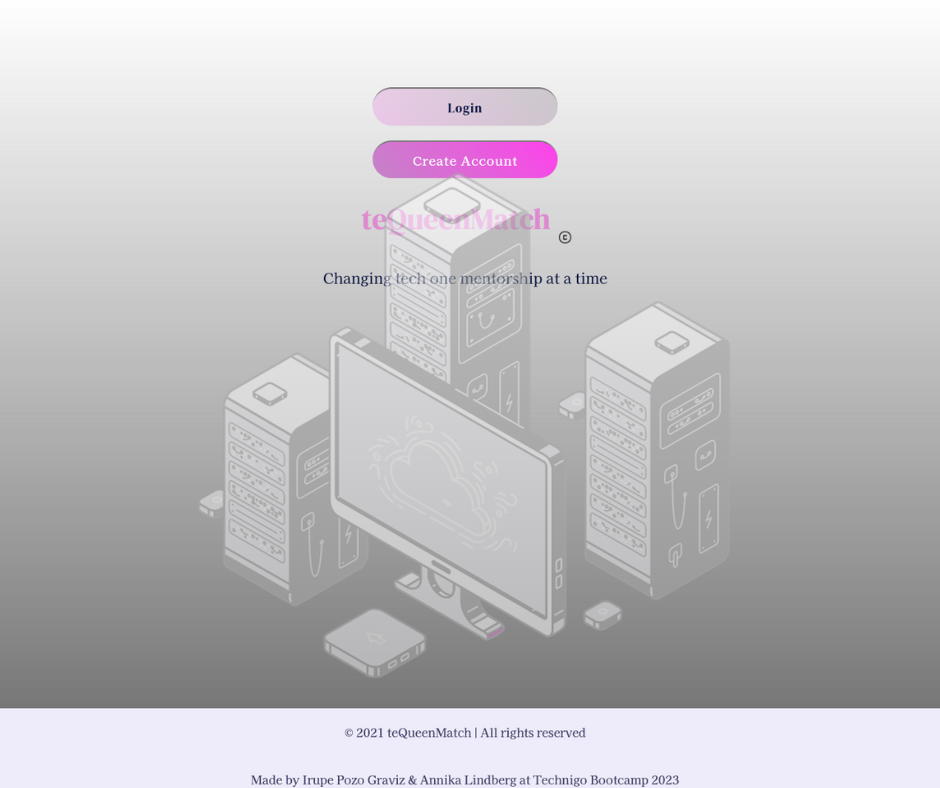 Login
Create Account
teQueenMatch
©
Changing tech one mentorship at a time
© 2021 teQueenMatch | All rights reserved
Made by Irupe Pozo Graviz & Annika Lindberg at Technigo Bootcamp 2023